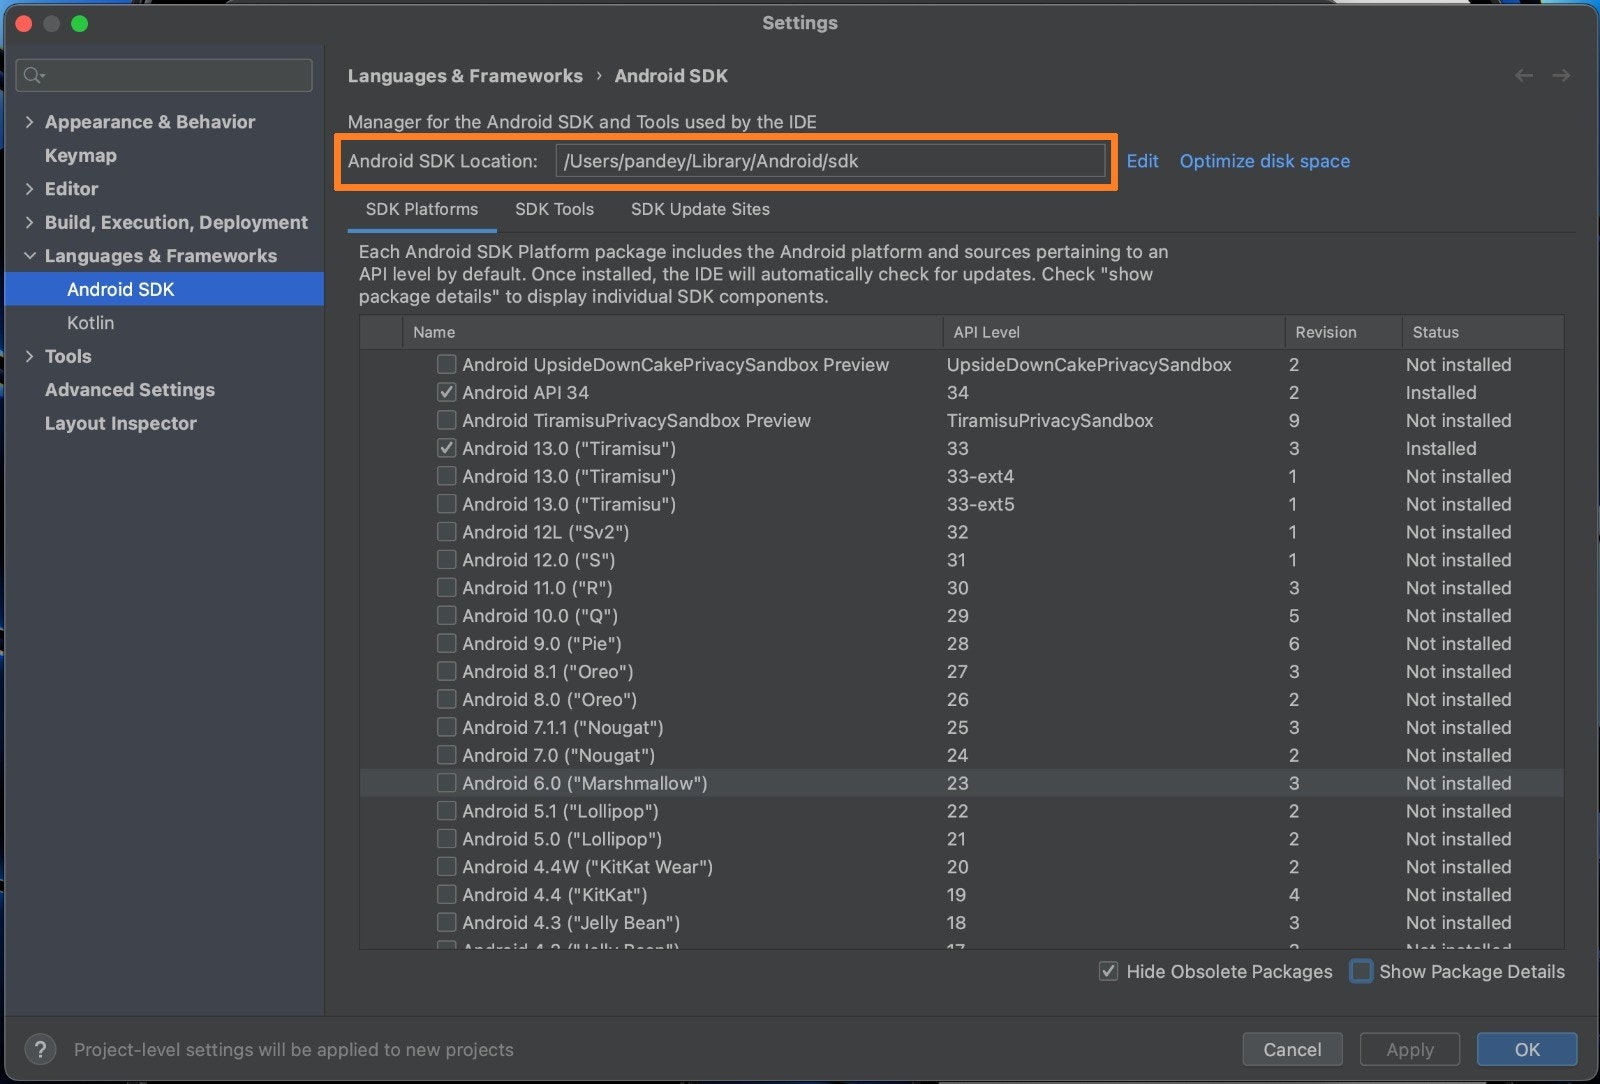 Settings
Languages & Frameworks › Android SDK
Appearance & Behavior
Keymap
Editor
Build, Execution, Deployment
Languages & Frameworks
Android SDK
Kotlin
Tools
Advanced Settings
Layout Inspector
Manager for the Android SDK and Tools used by the IDE
Android SDK Location: /Users/pandey/Library/Android/sdk Edit Optimize disk space
SDK Platforms SDK Tools SDK Update Sites
Each Android SDK Platform package includes the Android platform and sources pertaining to an
API level by default. Once installed, the IDE will automatically check for updates. Check "show
package details" to display individual SDK components.
Name API Level Revision Status
Android UpsideDownCakePrivacySandbox Preview UpsideDownCakePrivacySandbox 2 Not installed
Android API 34 34 2 Installed
Android TiramisuPrivacySandbox Preview TiramisuPrivacySandbox 9 Not installed
Android 13.0 ("Tiramisu") 33 3 Installed
Android 13.0 ("Tiramisu") 33-ext4 1 Not installed
Android 13.0 ("Tiramisu") 33-ext5 1 Not installed
Android 12L ("Sv2") 32 1 Not installed
Android 12.0 ("S") 31 1 Not installed
Android 11.0 ("R") 30 3 Not installed
Android 10.0 ("Q") 29 5 Not installed
Android 9.0 ("Pie") 28 6 Not installed
Android 8.1 ("Oreo") 27 3 Not installed
Android 8.0 ("Oreo") 26 2 Not installed
Android 7.1.1 ("Nougat") 25 3 Not installed
Android 7.0 ("Nougat") 24 2 Not installed
Android 6.0 ("Marshmallow") 23 3 Not installed
Android 5.1 ("Lollipop") 22 2 Not installed
Android 5.0 ("Lollipop") 21 2 Not installed
Android 4.4W ("KitKat Wear") 20 2 Not installed
Android 4.4 ("KitKat") 19 4 Not installed
Android 4.3 ("Jelly Bean") 18 3 Not installed
Android 4.2 ("Jelly Bean") 17 3 Not installed
Hide Obsolete Packages Show Package Details
? Project-level settings will be applied to new projects
Cancel Apply OK